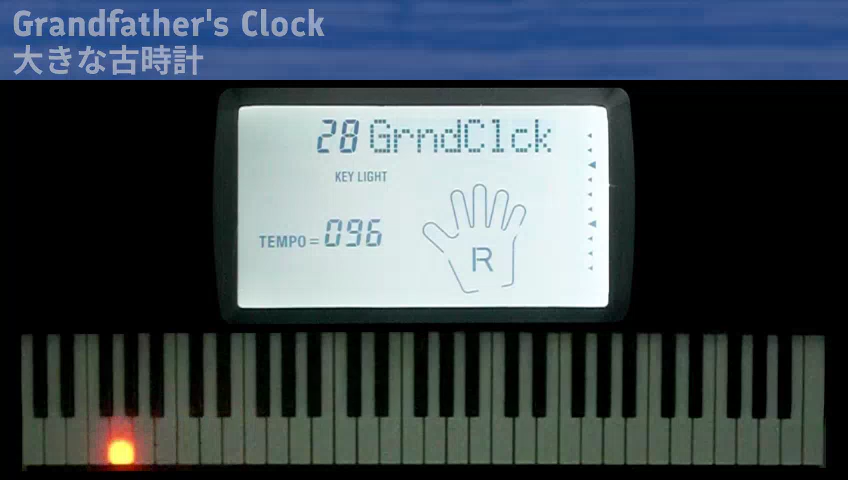 Grandfather's Clock
大きな古時計
28 GrndClck
KEY LIGHT
TEMPO = 096
R